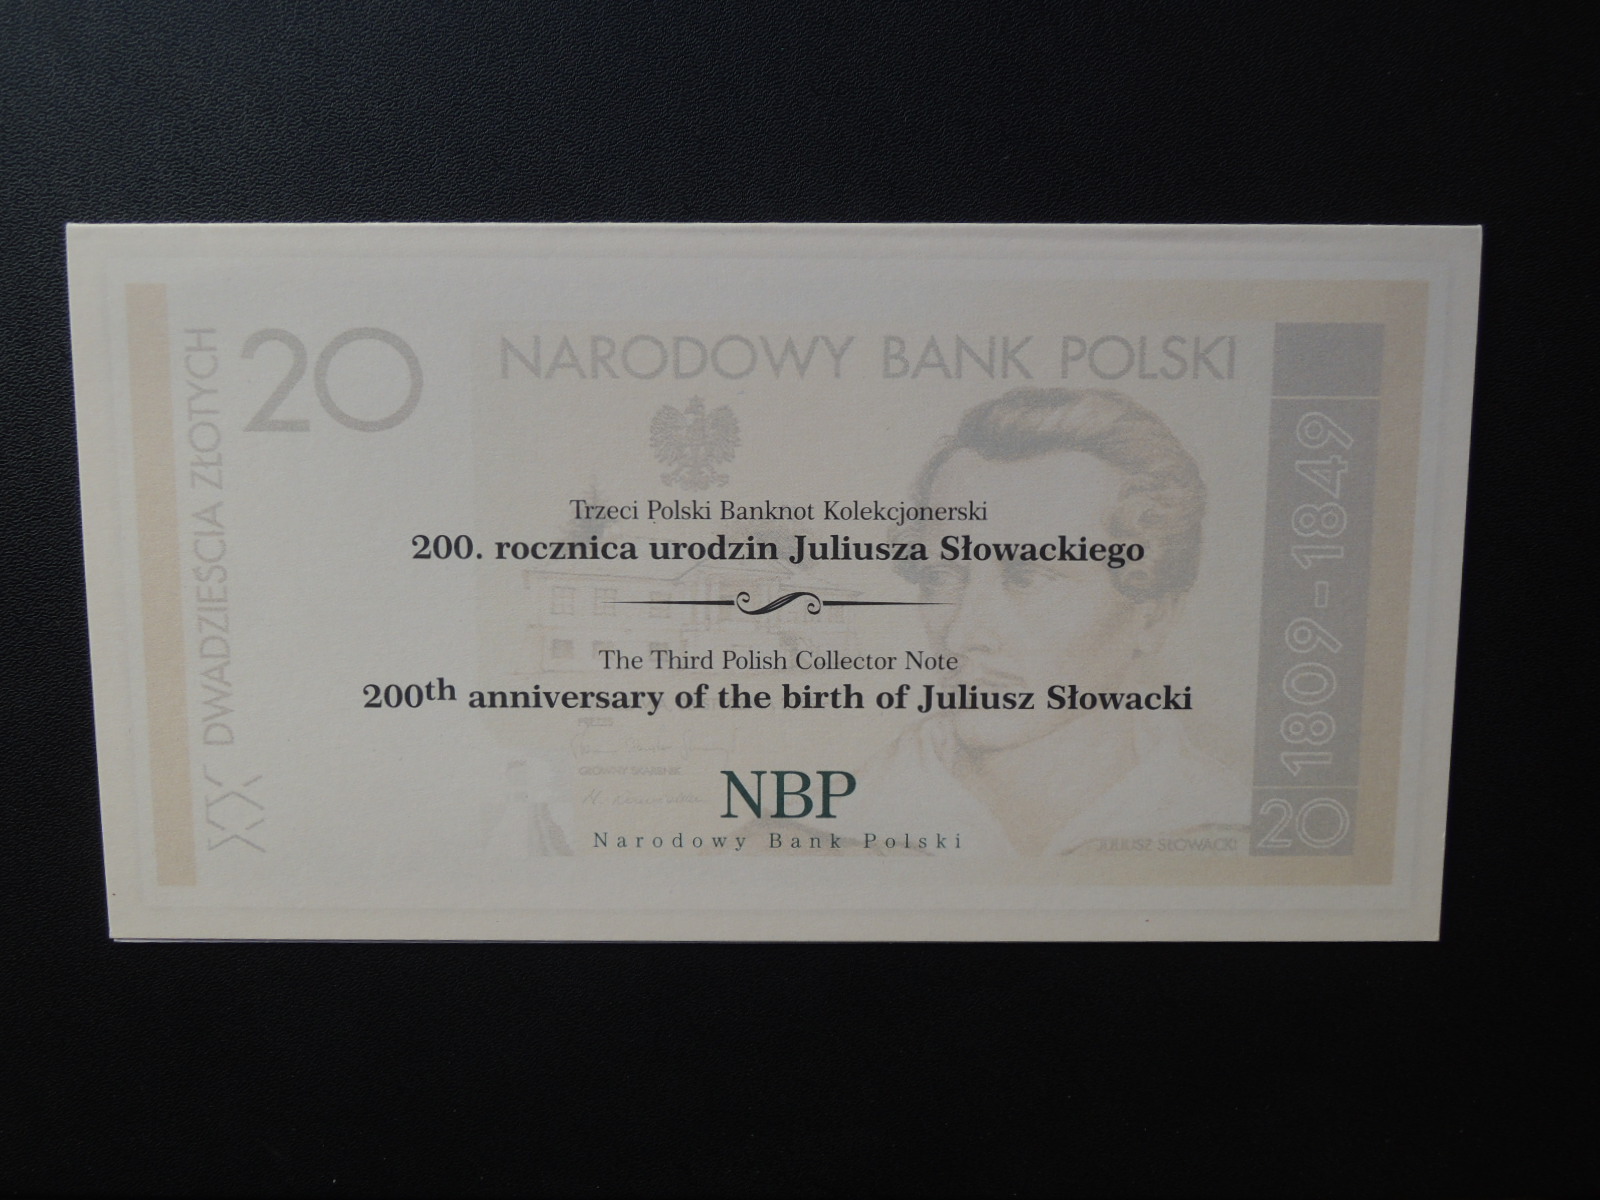 20
NARODOWY BANK POLSKI
XX DWADZIEŚCIA ZŁOTYCH
Trzeci Polski Banknot Kolekcjonerski
200. rocznica urodzin Juliusza Słowackiego
The Third Polish Collector Note
200th anniversary of the birth of Juliusz Słowacki
PREZES
GŁÓWNY SKARBNIK
NBP
Narodowy Bank Polski
JULIUSZ SŁOWACKI
1809-1849
20